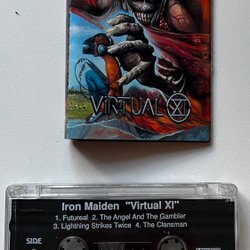 VIRTUAL XI
Iron Maiden "Virtual XI"
1. Futureal 2. The Angel And The Gambler
3. Lightning Strikes Twice 4. The Clansman
SIDE